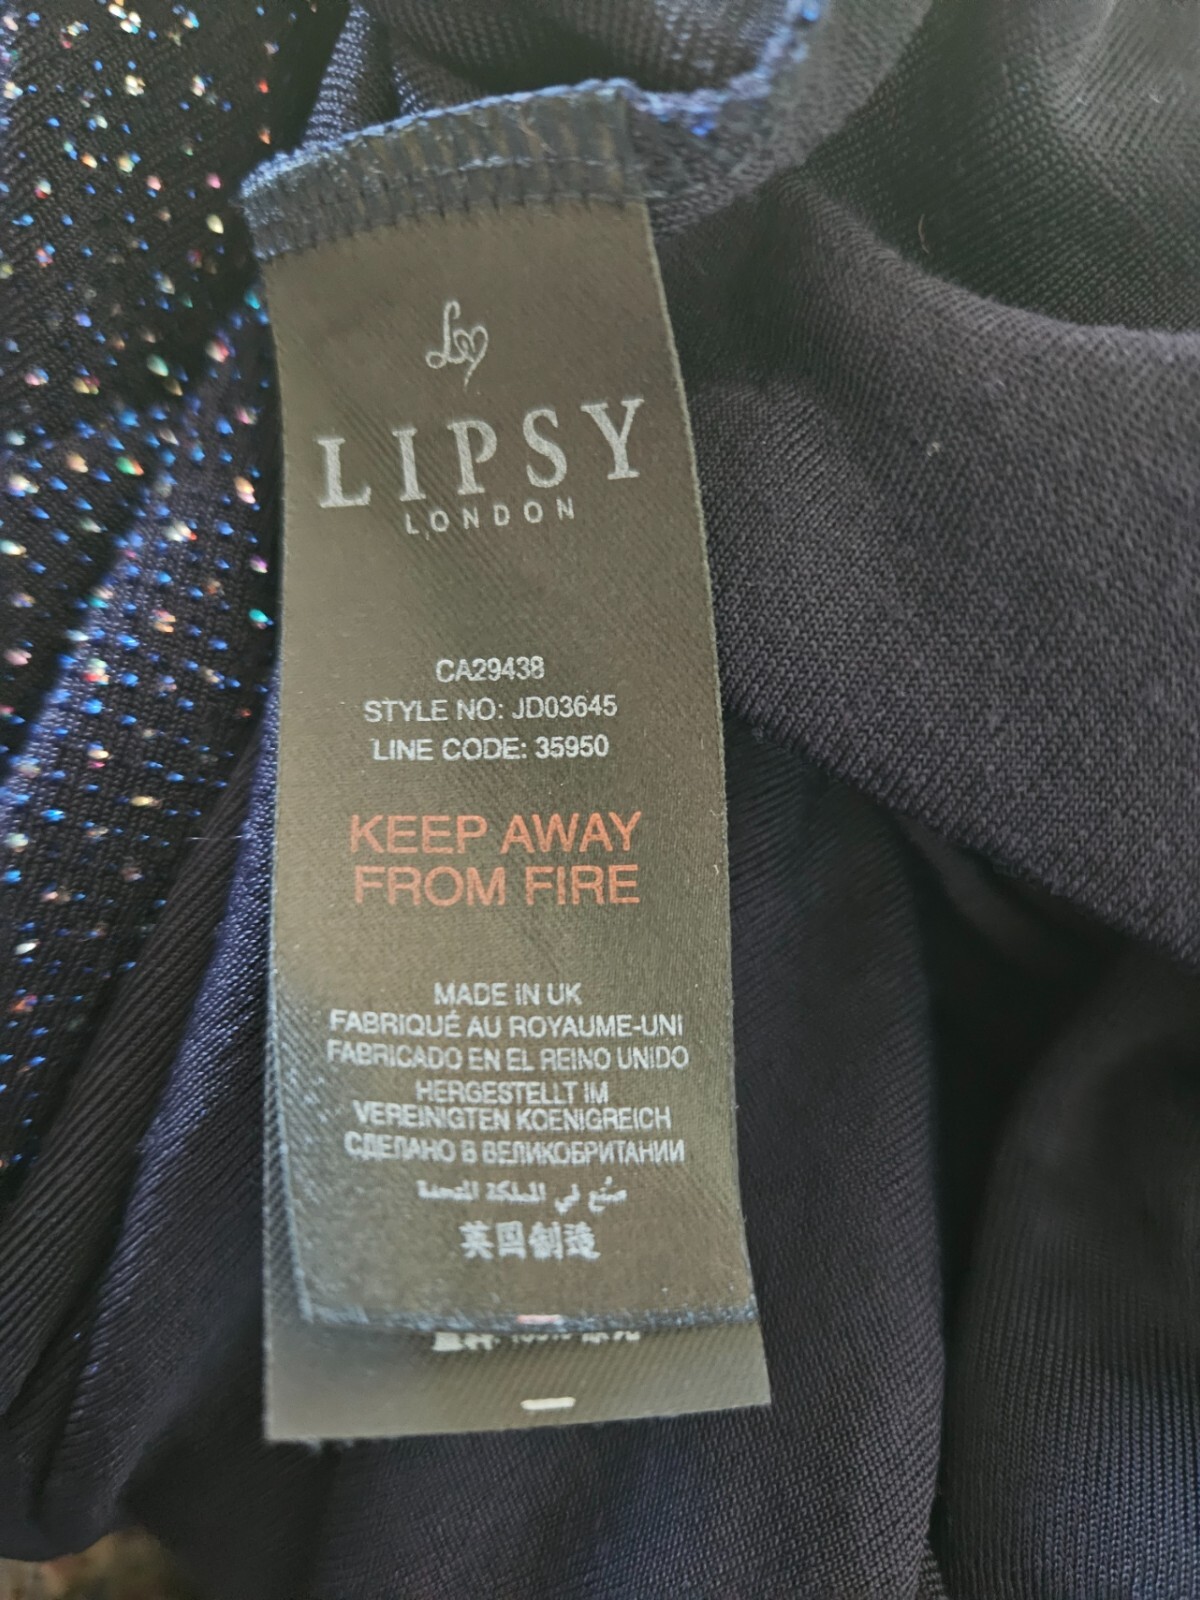 LIPSY
LONDON
CA29438
STYLE NO: JD03645
LINE CODE: 35950
KEEP AWAY
FROM FIRE
MADE IN UK
FABRIQUÉ AU ROYAUME-UNI
FABRICADO EN EL REINO UNIDO
HERGESTELLT IM
VEREINIGTEN KOENIGREICH
СДЕЛАНО В ВЕЛИКОБРИТАНИИ
صُنع في المملكة المتحدة
英国制造